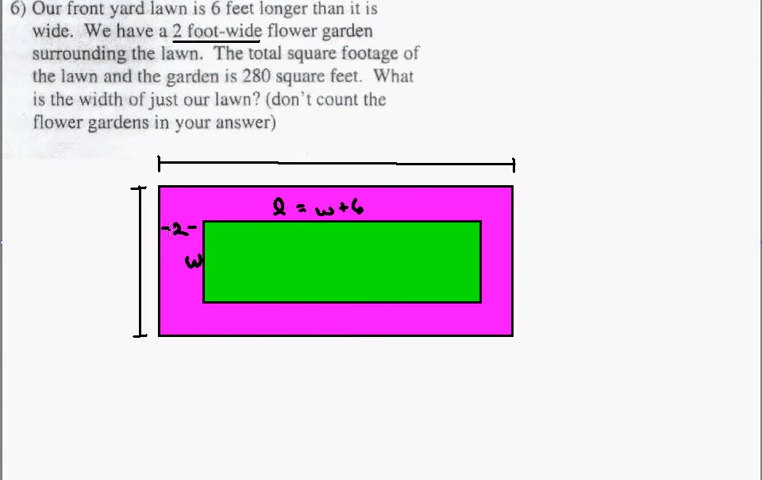 6) Our front yard lawn is 6 feet longer than it is
wide. We have a 2 foot-wide flower garden
surrounding the lawn. The total square footage of
the lawn and the garden is 280 square feet. What
is the width of just our lawn? (don't count the
flower gardens in your answer)
l = w+6
-2-
w